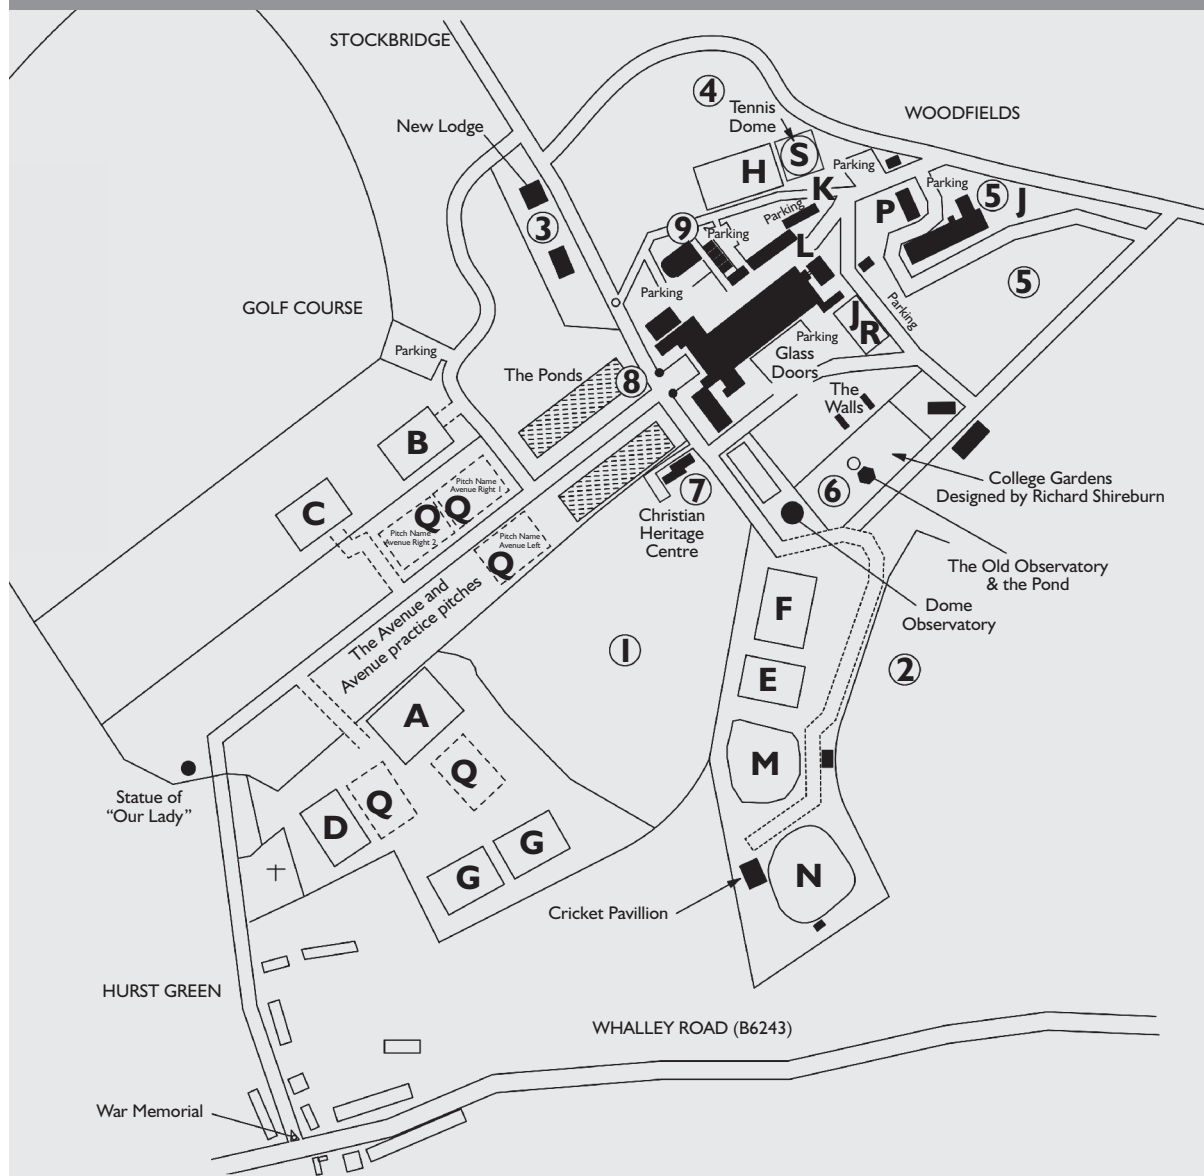 STOCKBRIDGE
4
Tennis
Dome
WOODFIELDS
New Lodge
S
H
Parking
K
Parking
5
J
P
Parking
3
9
Parking
L
5
Parking
GOLF COURSE
Parking
J
R
Parking
Parking
Glass
Doors
The Ponds
8
The
Walls
B
Pitch Name
Avenue Right 1
Q
Q
Pitch Name
Avenue Right 2
C
Pitch Name
Avenue Left
Q
7
Christian
Heritage
Centre
6
College Gardens
Designed by Richard Shireburn
The Old Observatory
& the Pond
Dome
Observatory
The Avenue and
Avenue practice pitches
F
1
2
E
A
M
Q
Q
Statue of
“Our Lady”
D
G
G
N
Cricket Pavillion
HURST GREEN
WHALLEY ROAD (B6243)
War Memorial